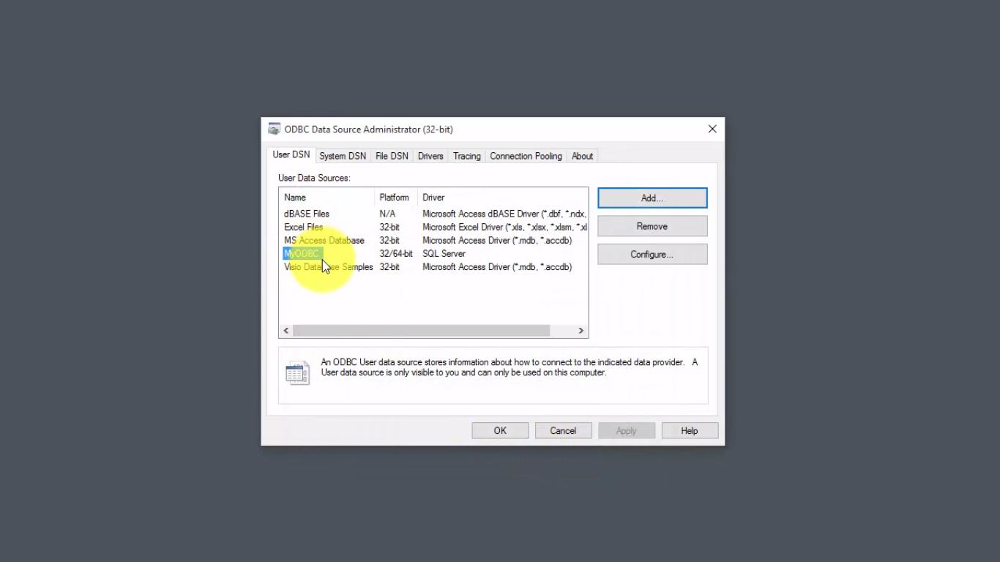 ODBC Data Source Administrator (32-bit)
User DSN System DSN File DSN Drivers Tracing Connection Pooling About
User Data Sources:
Name Platform Driver
dBASE Files N/A Microsoft Access dBASE Driver (*.dbf, *.ndx,
Excel Files 32-bit Microsoft Excel Driver (*.xls, *.xlsx, *.xlsm, *.xl
MS Access Database 32-bit Microsoft Access Driver (*.mdb, *.accdb)
MyODBC 32/64-bit SQL Server
Visio Database Samples 32-bit Microsoft Access Driver (*.mdb, *.accdb)
Add...
Remove
Configure...
An ODBC User data source stores information about how to connect to the indicated data provider. A
User data source is only visible to you and can only be used on this computer.
OK Cancel Apply Help